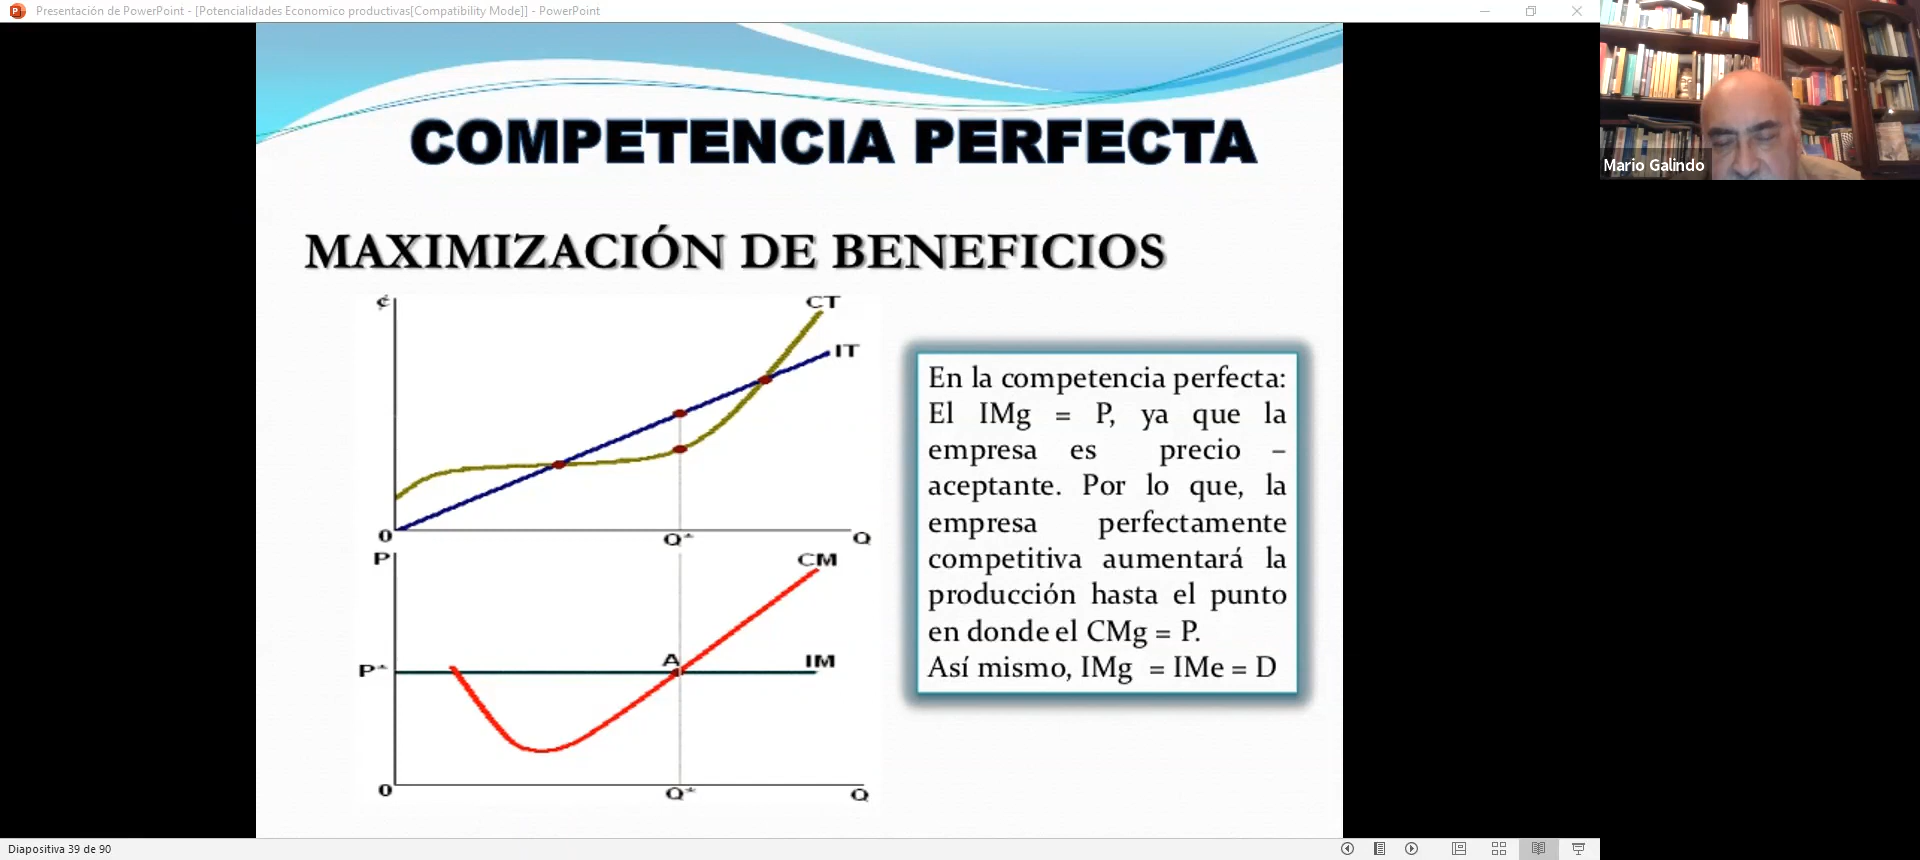 Presentación de PowerPoint - [Potencialidades Economico productivas[Compatibility Mode]] - PowerPoint
Mario Galindo
COMPETENCIA PERFECTA
MAXIMIZACIÓN DE BENEFICIOS
¢
CT
IT
0
Q*
Q
P
CM
P*
A
IM
0
Q*
Q
En la competencia perfecta:
El IMg = P, ya que la
empresa es precio –
aceptante. Por lo que, la
empresa perfectamente
competitiva aumentará la
producción hasta el punto
en donde el CMg = P.
Así mismo, IMg = IMe = D
Diapositiva 39 de 90